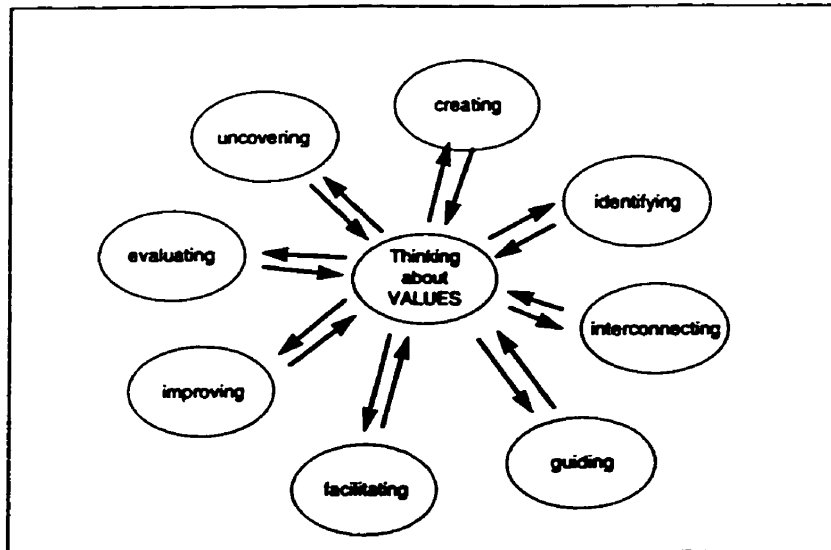 creating
uncovering
identifying
evaluating
Thinking
about
VALUES
interconnecting
improving
guiding
facilitating